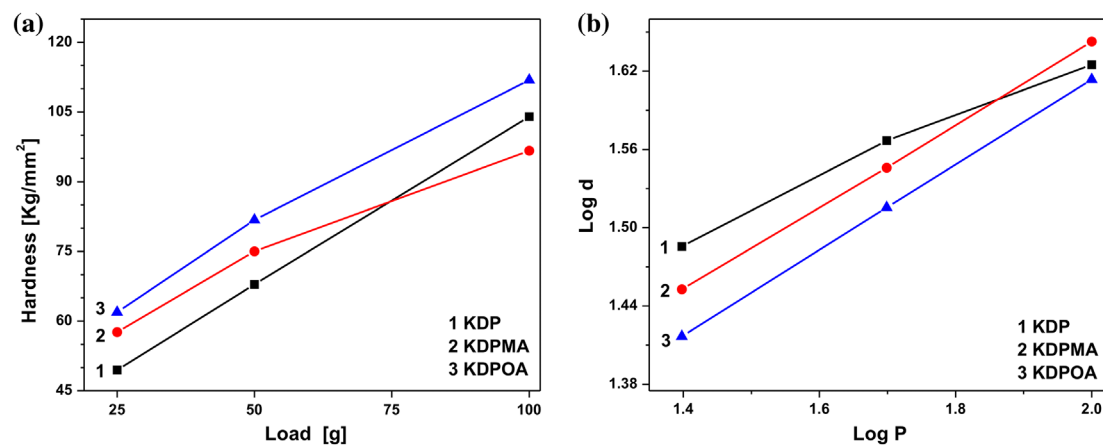 (a)
120
105
90
75
60
45
Hardness [Kg/mm²]
3
2
1
1 KDP
2 KDPMA
3 KDPOA
25
50
75
100
Load [g]
(b)
1.62
1.56
1.50
1.44
1.38
Log d
1
2
3
1 KDP
2 KDPMA
3 KDPOA
1.4
1.6
1.8
2.0
Log P